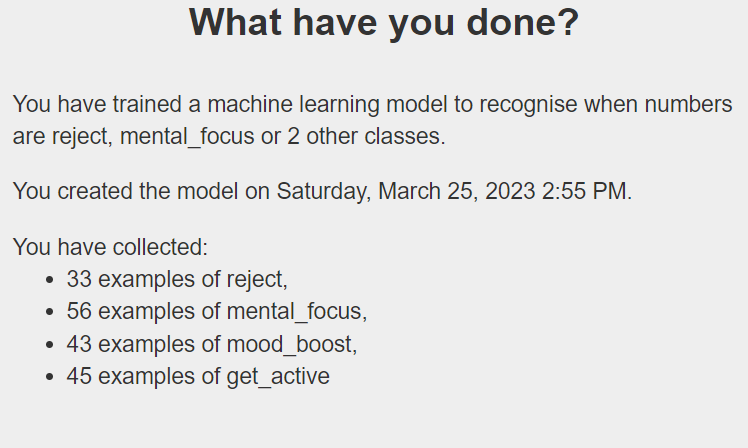 What have you done?
You have trained a machine learning model to recognise when numbers
are reject, mental_focus or 2 other classes.
You created the model on Saturday, March 25, 2023 2:55 PM.
You have collected:
• 33 examples of reject,
• 56 examples of mental_focus,
• 43 examples of mood_boost,
• 45 examples of get_active